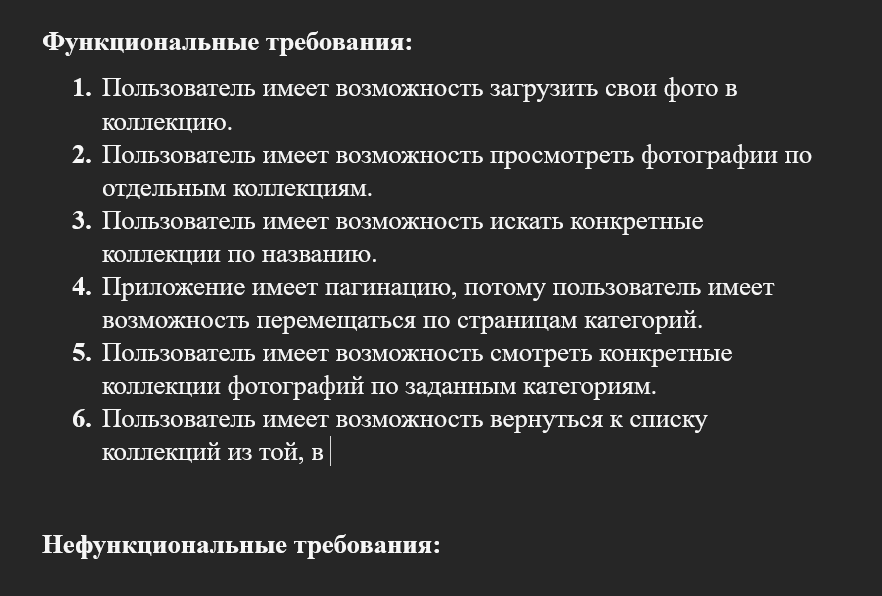 Функциональные требования:
1. Пользователь имеет возможность загрузить свои фото в
коллекцию.
2. Пользователь имеет возможность просмотреть фотографии по
отдельным коллекциям.
3. Пользователь имеет возможность искать конкретные
коллекции по названию.
4. Приложение имеет пагинацию, потому пользователь имеет
возможность перемещаться по страницам категорий.
5. Пользователь имеет возможность смотреть конкретные
коллекции фотографий по заданным категориям.
6. Пользователь имеет возможность вернуться к списку
коллекций из той, в
Нефункциональные требования: